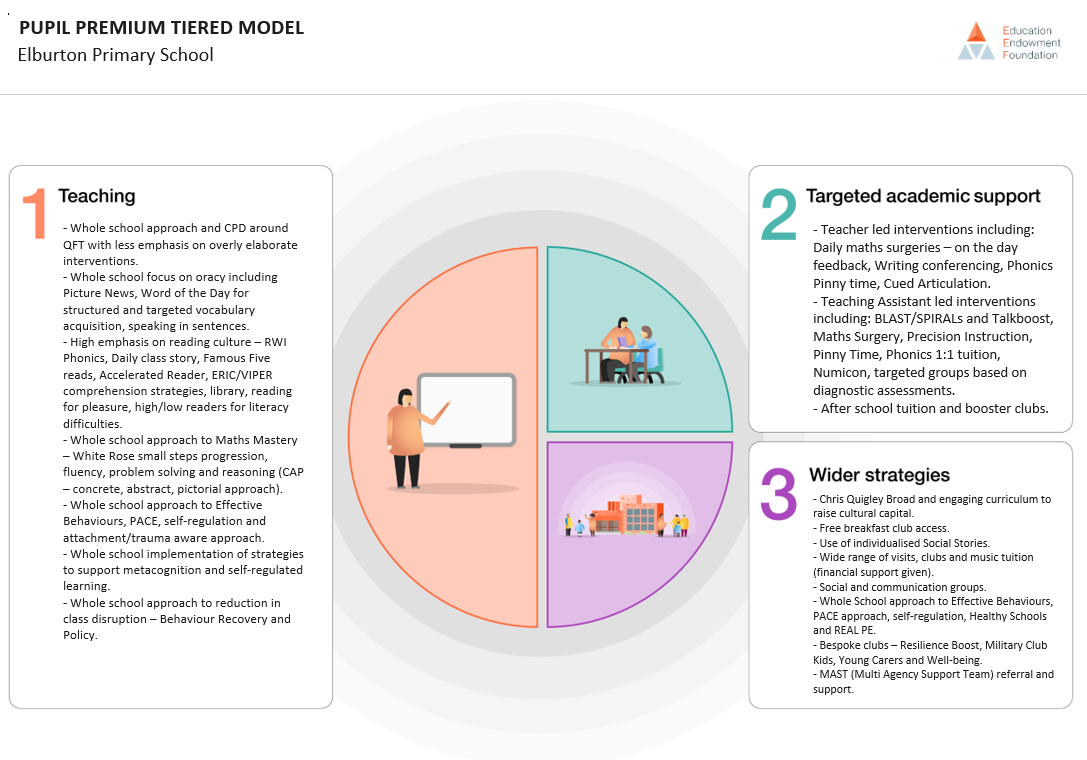 PUPIL PREMIUM TIERED MODEL
Elburton Primary School
Education
Endowment
Foundation
1 Teaching
- Whole school approach and CPD around
QFT with less emphasis on overly elaborate
interventions.
- Whole school focus on oracy including
Picture News, Word of the Day for
structured and targeted vocabulary
acquisition, speaking in sentences.
- High emphasis on reading culture – RWI
Phonics, Daily class story, Famous Five
reads, Accelerated Reader, ERIC/VIPER
comprehension strategies, library, reading
for pleasure, high/low readers for literacy
difficulties.
- Whole school approach to Maths Mastery
– White Rose small steps progression,
fluency, problem solving and reasoning (CAP
– concrete, abstract, pictorial approach).
- Whole school approach to Effective
Behaviours, PACE, self-regulation and
attachment/trauma aware approach.
- Whole school implementation of strategies
to support metacognition and self-regulated
learning.
- Whole school approach to reduction in
class disruption – Behaviour Recovery and
Policy.
2 Targeted academic support
- Teacher led interventions including:
Daily maths surgeries – on the day
feedback, Writing conferencing, Phonics
Pinny time, Cued Articulation.
- Teaching Assistant led interventions
including: BLAST/SPIRALs and Talkboost,
Maths Surgery, Precision Instruction,
Pinny Time, Phonics 1:1 tuition,
Numicon, targeted groups based on
diagnostic assessments.
- After school tuition and booster clubs.
3 Wider strategies
- Chris Quigley Broad and engaging curriculum to
raise cultural capital.
- Free breakfast club access.
- Use of individualised Social Stories.
- Wide range of visits, clubs and music tuition
(financial support given).
- Social and communication groups.
- Whole School approach to Effective Behaviours,
PACE approach, self-regulation, Healthy Schools
and REAL PE.
- Bespoke clubs – Resilience Boost, Military Club
Kids, Young Carers and Well-being.
- MAST (Multi Agency Support Team) referral and
support.